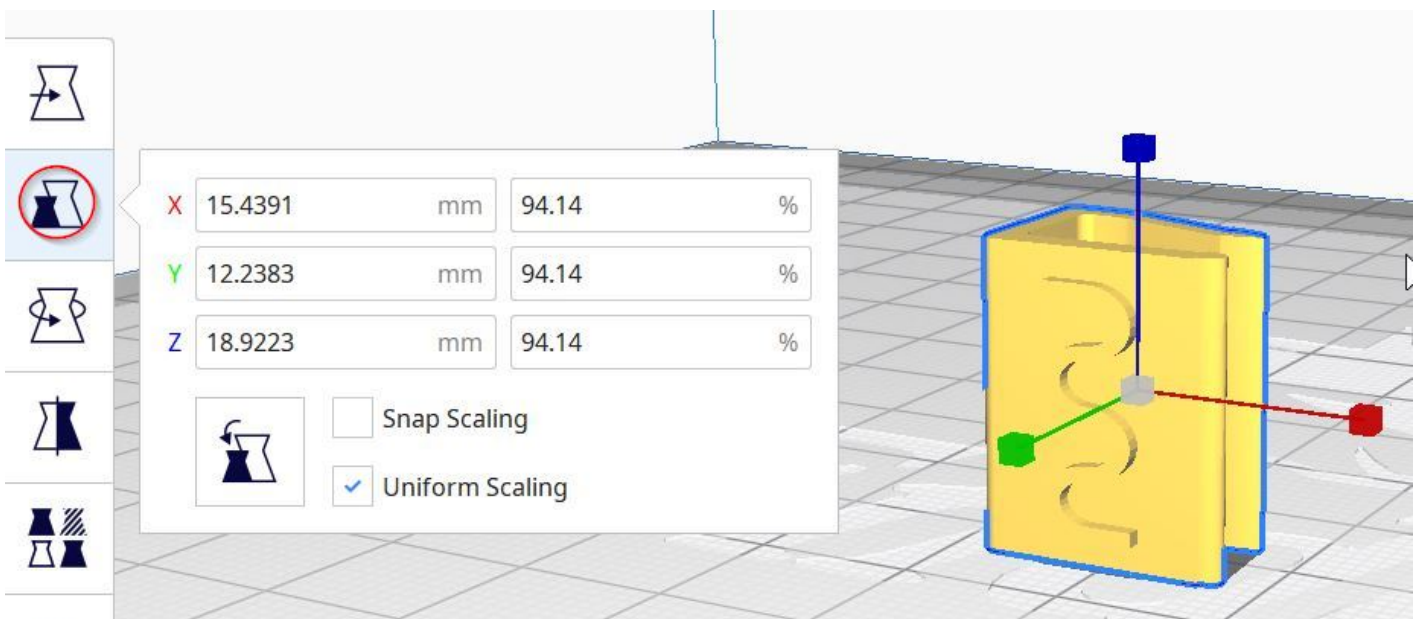 X 15.4391 mm 94.14 %
Y 12.2383 mm 94.14 %
Z 18.9223 mm 94.14 %
Snap Scaling
Uniform Scaling